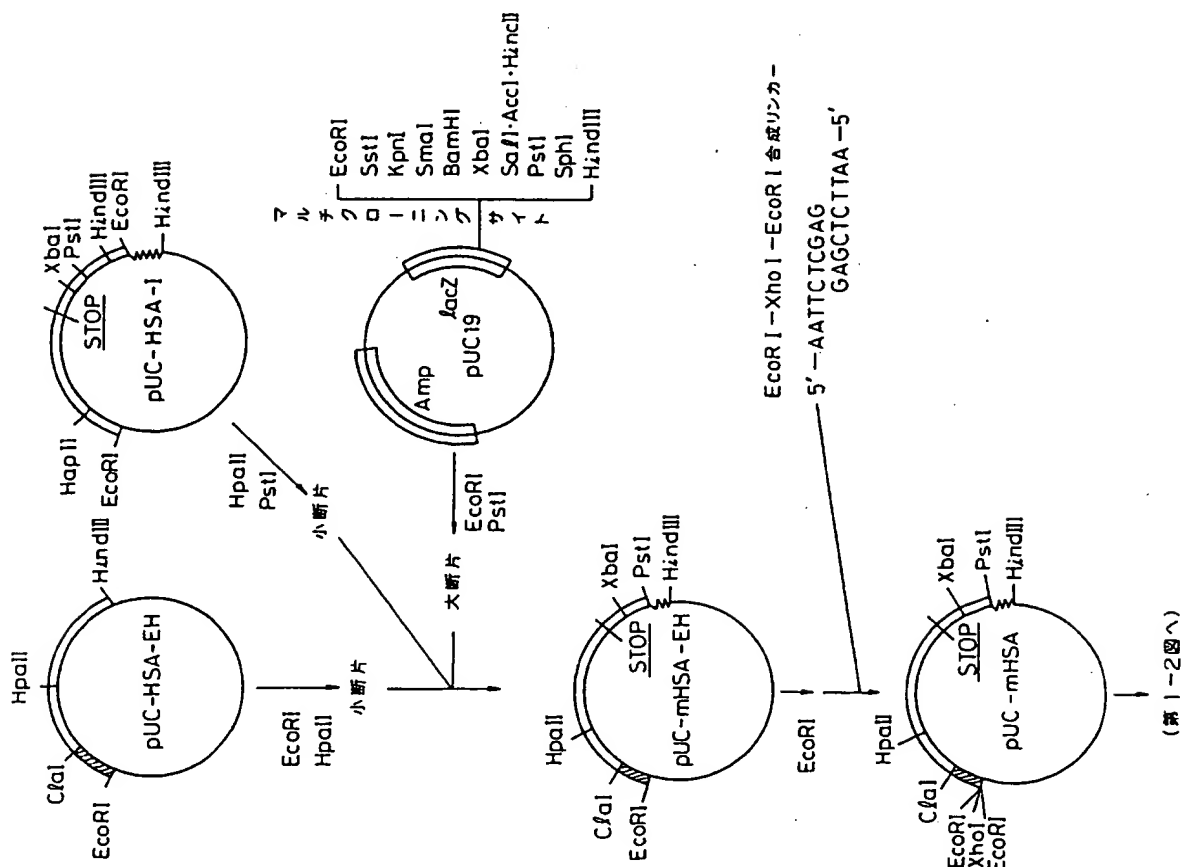 HpaII
ClaI
EcoRI
HindIII
pUC-HSA-EH
EcoRI
HpaII
小断片
HapII
EcoRI
XbaI
PstI
HindIII
EcoRI
HindIII
STOP
pUC-HSA-I
HpaII
PstI
小断片
Amp
lacZ
pUC19
マルチクローニングサイト
EcoRI
SstI
KpnI
SmaI
BamHI
XbaI
SalI・AccI・HincII
PstI
SphI
HindIII
EcoRI
PstI
大断片
HpaII
ClaI
EcoRI
XbaI
PstI
HindIII
STOP
pUC-mHSA-EH
EcoRI
EcoRI-XhoI-EcoRI合成リンカー
5′-AATTCTCGAG
GAGCTCTTAA-5′
HpaII
ClaI
EcoRI
XhoI
EcoRI
XbaI
PstI
HindIII
STOP
pUC-mHSA
(第1-2図へ)